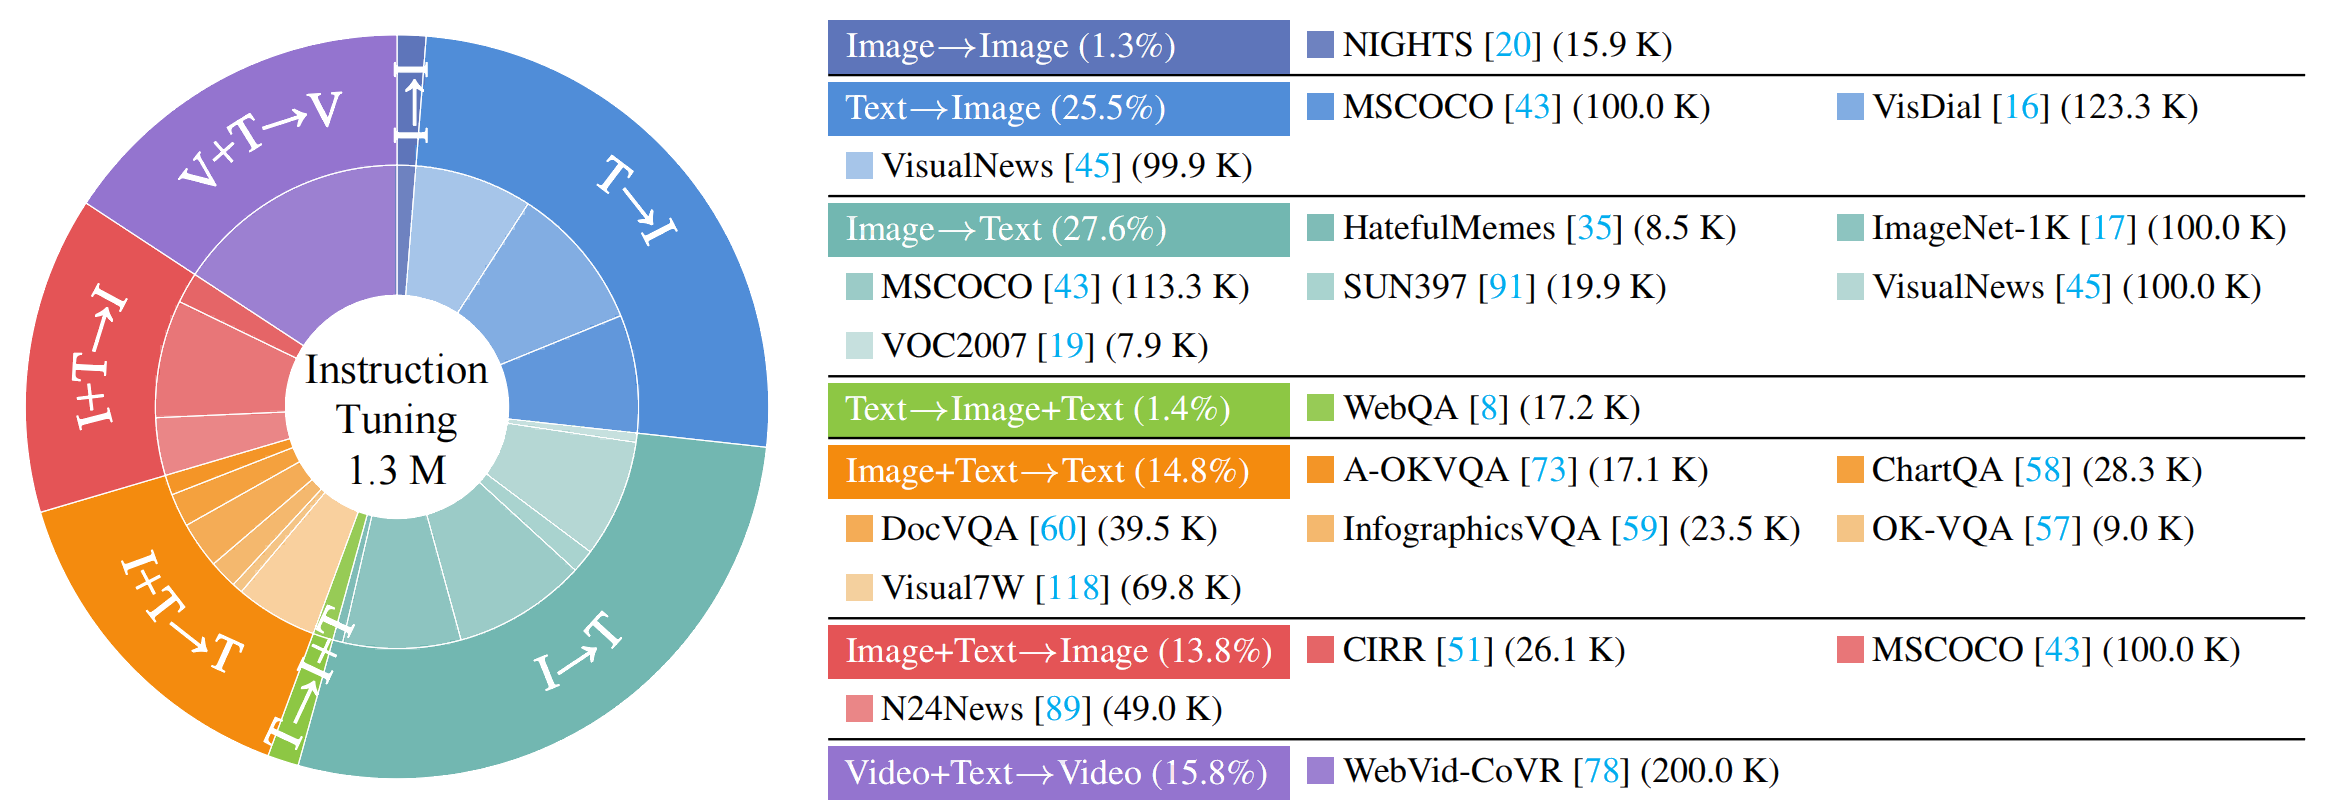 I→I
T→I
I→T
T→I+T
I+T→T
I+T→I
V+T→V
Instruction
Tuning
1.3 M
Image→Image (1.3%) NIGHTS [20] (15.9 K)
Text→Image (25.5%) MSCOCO [43] (100.0 K) VisDial [16] (123.3 K)
VisualNews [45] (99.9 K)
Image→Text (27.6%) HatefulMemes [35] (8.5 K) ImageNet-1K [17] (100.0 K)
MSCOCO [43] (113.3 K) SUN397 [91] (19.9 K) VisualNews [45] (100.0 K)
VOC2007 [19] (7.9 K)
Text→Image+Text (1.4%) WebQA [8] (17.2 K)
Image+Text→Text (14.8%) A-OKVQA [73] (17.1 K) ChartQA [58] (28.3 K)
DocVQA [60] (39.5 K) InfographicsVQA [59] (23.5 K) OK-VQA [57] (9.0 K)
Visual7W [118] (69.8 K)
Image+Text→Image (13.8%) CIRR [51] (26.1 K) MSCOCO [43] (100.0 K)
N24News [89] (49.0 K)
Video+Text→Video (15.8%) WebVid-CoVR [78] (200.0 K)